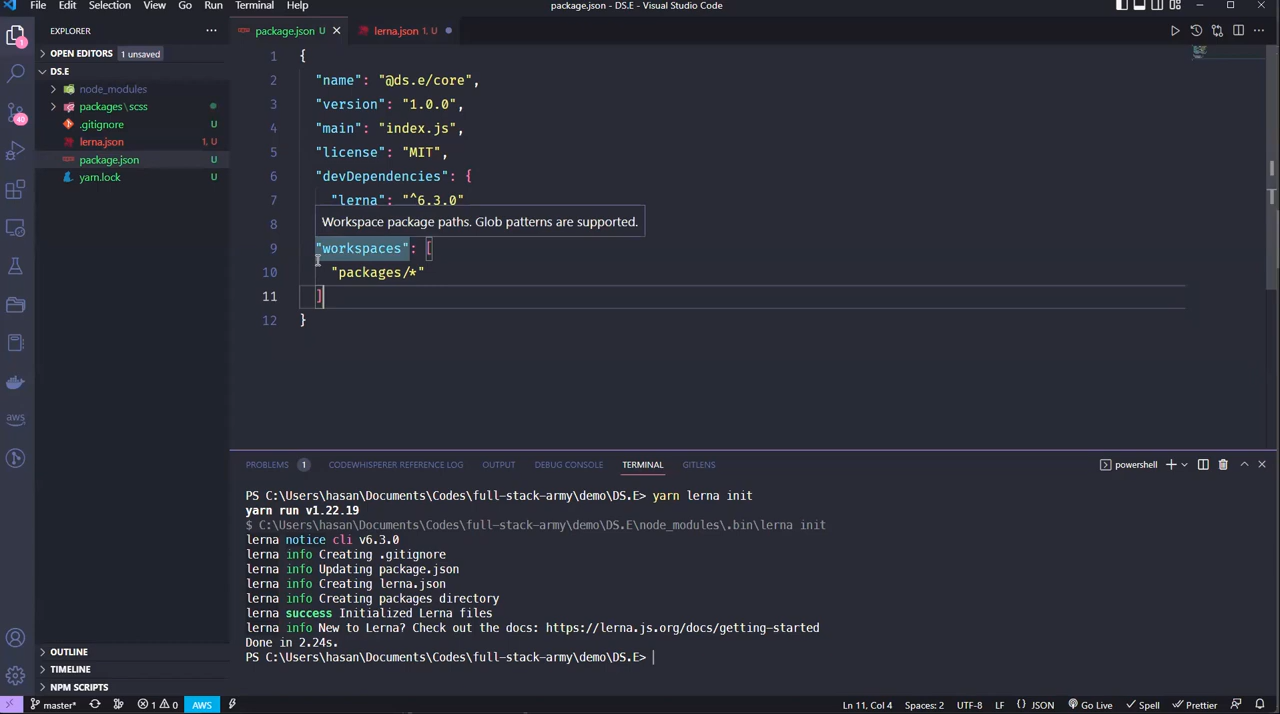 File Edit Selection View Go Run Terminal Help
package.json - DS.E - Visual Studio Code
EXPLORER
package.json U
lerna.json 1, U
OPEN EDITORS 1 unsaved
DS.E
node_modules
packages\scss
.gitignore U
lerna.json 1, U
package.json U
yarn.lock U
40
OUTLINE
TIMELINE
NPM SCRIPTS
aws
1 {
2 "name": "@ds.e/core",
3 "version": "1.0.0",
4 "main": "index.js",
5 "license": "MIT",
6 "devDependencies": {
7 "lerna": "^6.3.0"
8
Workspace package paths. Glob patterns are supported.
9 "workspaces": [
10 "packages/*"
11 ]
12 }
PROBLEMS 1 CODEWHISPERER REFERENCE LOG OUTPUT DEBUG CONSOLE TERMINAL GITLENS
powershell
PS C:\Users\hasan\Documents\Codes\full-stack-army\demo\DS.E> yarn lerna init
yarn run v1.22.19
$ C:\Users\hasan\Documents\Codes\full-stack-army\demo\DS.E\node_modules\.bin\lerna init
lerna notice cli v6.3.0
lerna info Creating .gitignore
lerna info Updating package.json
lerna info Creating lerna.json
lerna info Creating packages directory
lerna success Initialized Lerna files
lerna info New to Lerna? Check out the docs: https://lerna.js.org/docs/getting-started
Done in 2.24s.
PS C:\Users\hasan\Documents\Codes\full-stack-army\demo\DS.E>
master* 1 0 AWS Ln 11, Col 4 Spaces: 2 UTF-8 LF {} JSON Go Live Spell Prettier